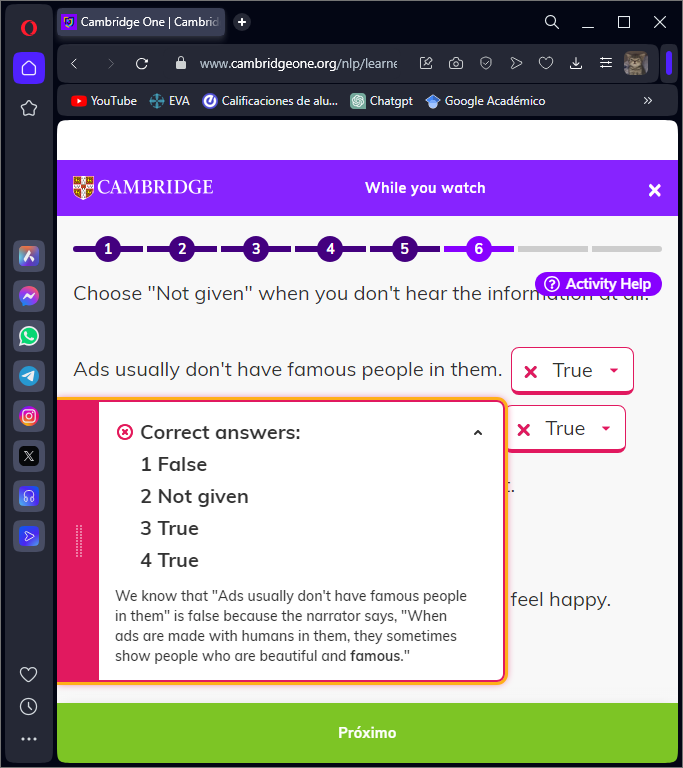 Cambridge One | Cambrid
www.cambridgeone.org/nlp/learne
YouTube
EVA
Calificaciones de alu...
Chatgpt
Google Académico
CAMBRIDGE
While you watch
1
2
3
4
5
6
Activity Help
Choose "Not given" when you don't hear the information at all.
Ads usually don't have famous people in them.
True
True
Correct answers:
1 False
2 Not given
3 True
4 True
We know that "Ads usually don't have famous people
in them" is false because the narrator says, "When
ads are made with humans in them, they sometimes
show people who are beautiful and famous."
feel happy.
Próximo